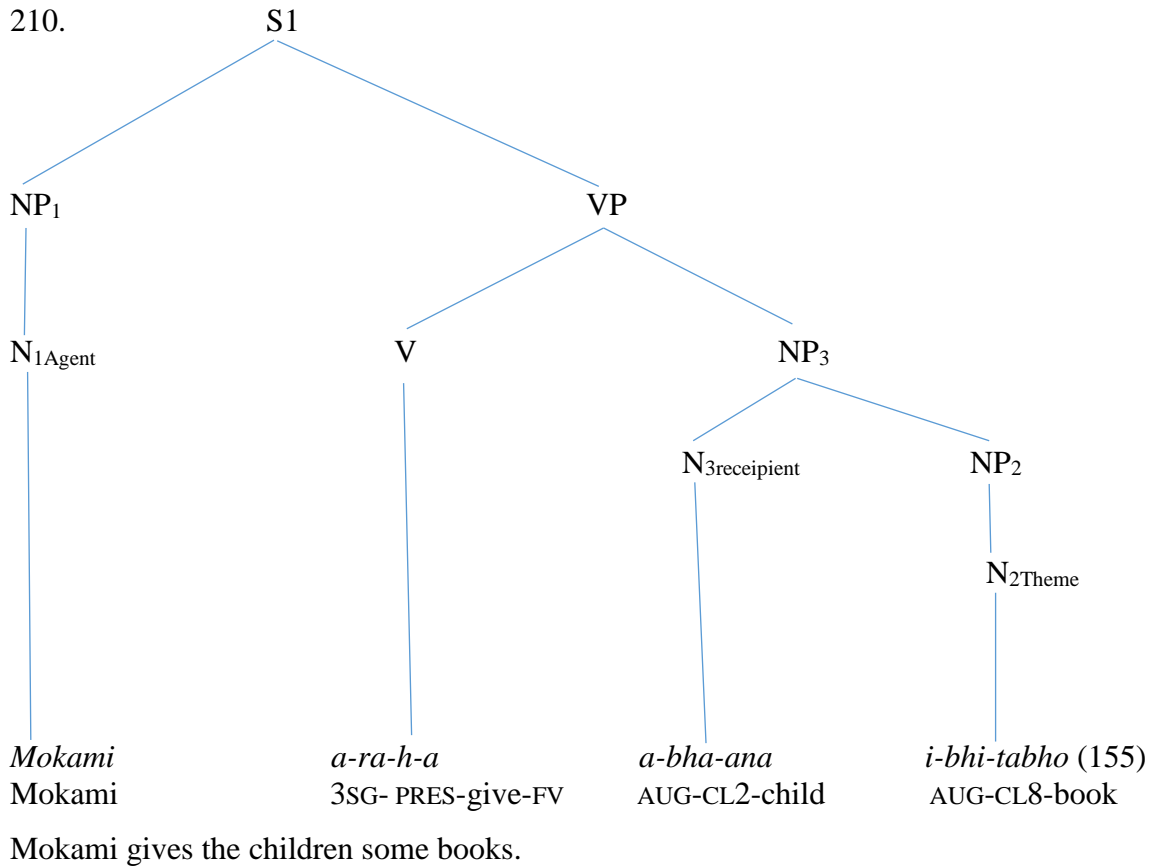 210. S1
NP1 VP
N1Agent V NP3
N3receipient NP2
N2Theme
Mokami a-ra-h-a a-bha-ana i-bhi-tabho (155)
Mokami 3SG- PRES-give-FV AUG-CL2-child AUG-CL8-book
Mokami gives the children some books.